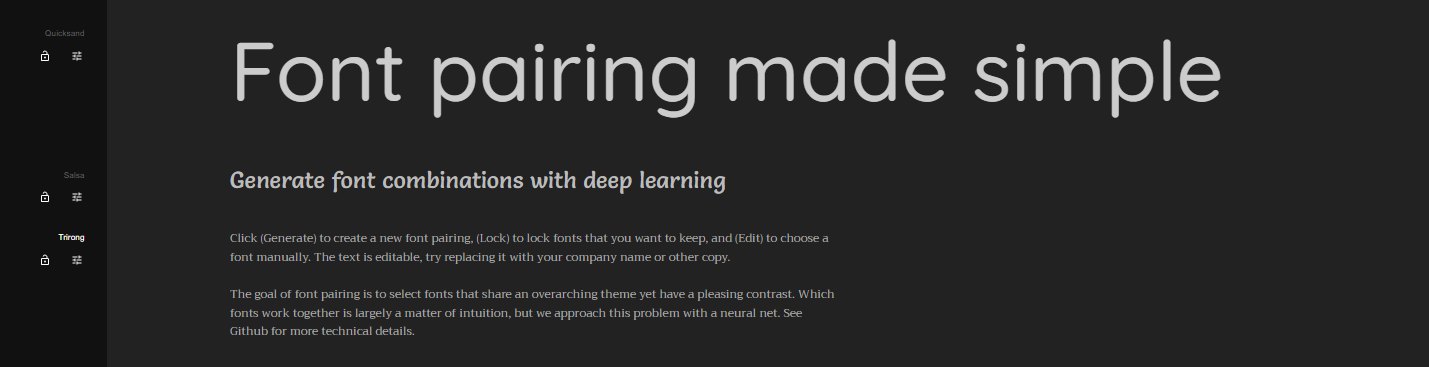 Quicksand
Font pairing made simple
Salsa
Generate font combinations with deep learning
Trirong
Click (Generate) to create a new font pairing, (Lock) to lock fonts that you want to keep, and (Edit) to choose a
font manually. The text is editable, try replacing it with your company name or other copy.
The goal of font pairing is to select fonts that share an overarching theme yet have a pleasing contrast. Which
fonts work together is largely a matter of intuition, but we approach this problem with a neural net. See
Github for more technical details.